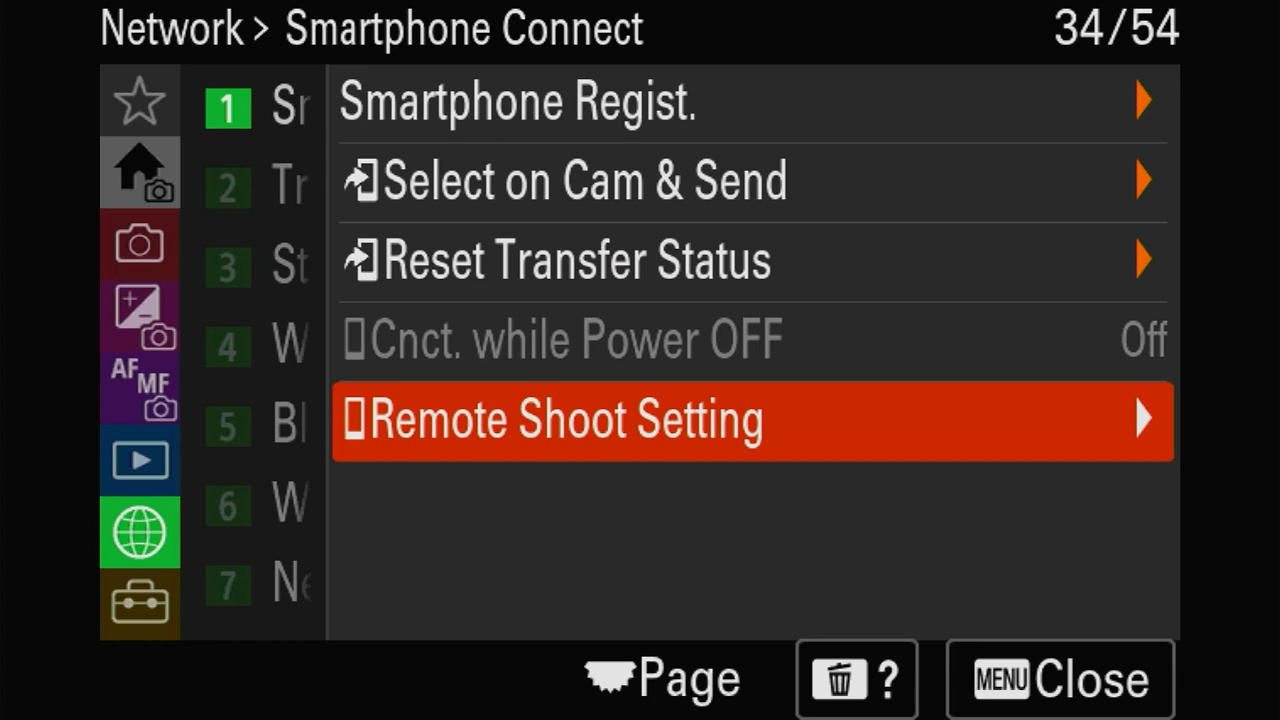 Network > Smartphone Connect 34/54
1 Sr
2 Tr
3 St
4 W
5 Bl
6 W
7 Ne
Smartphone Regist.
Select on Cam & Send
Reset Transfer Status
Cnct. while Power OFF Off
Remote Shoot Setting
AF MF
Page ? MENU Close